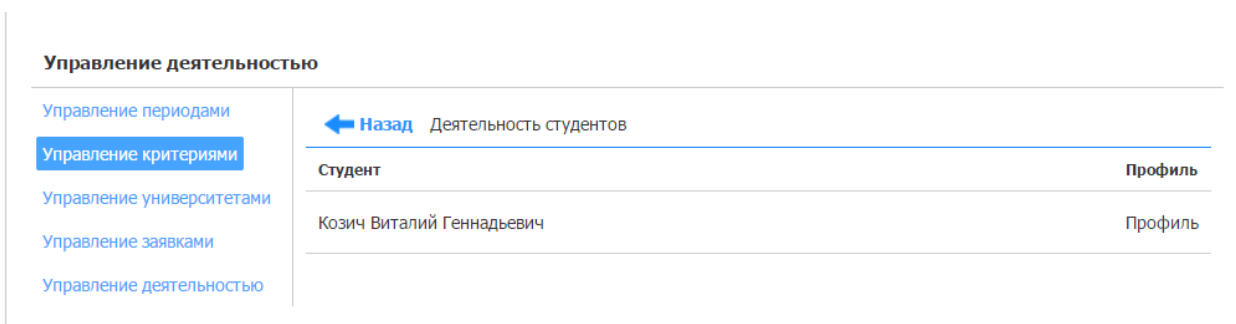 Управление деятельностью
Управление периодами
Управление критериями
Управление университетами
Управление заявками
Управление деятельностью
Назад Деятельность студентов
Студент Профиль
Козич Виталий Геннадьевич Профиль